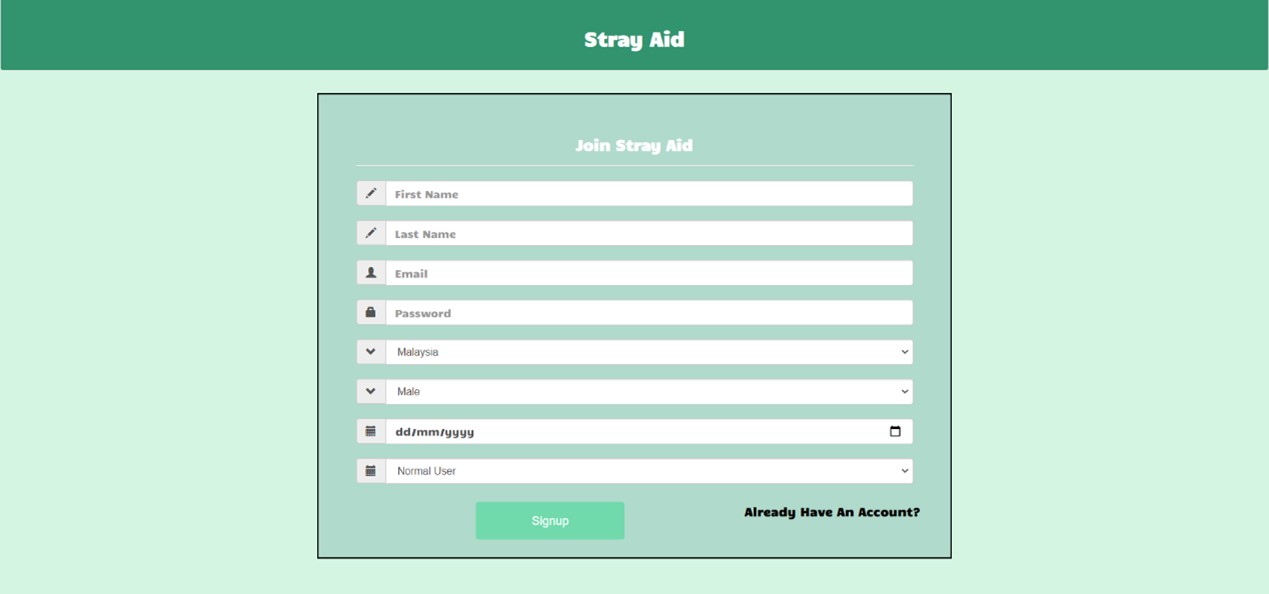 Stray Aid
Join Stray Aid
First Name
Last Name
Email
Password
Malaysia
Male
dd/mm/yyyy
Normal User
Signup
Already Have An Account?